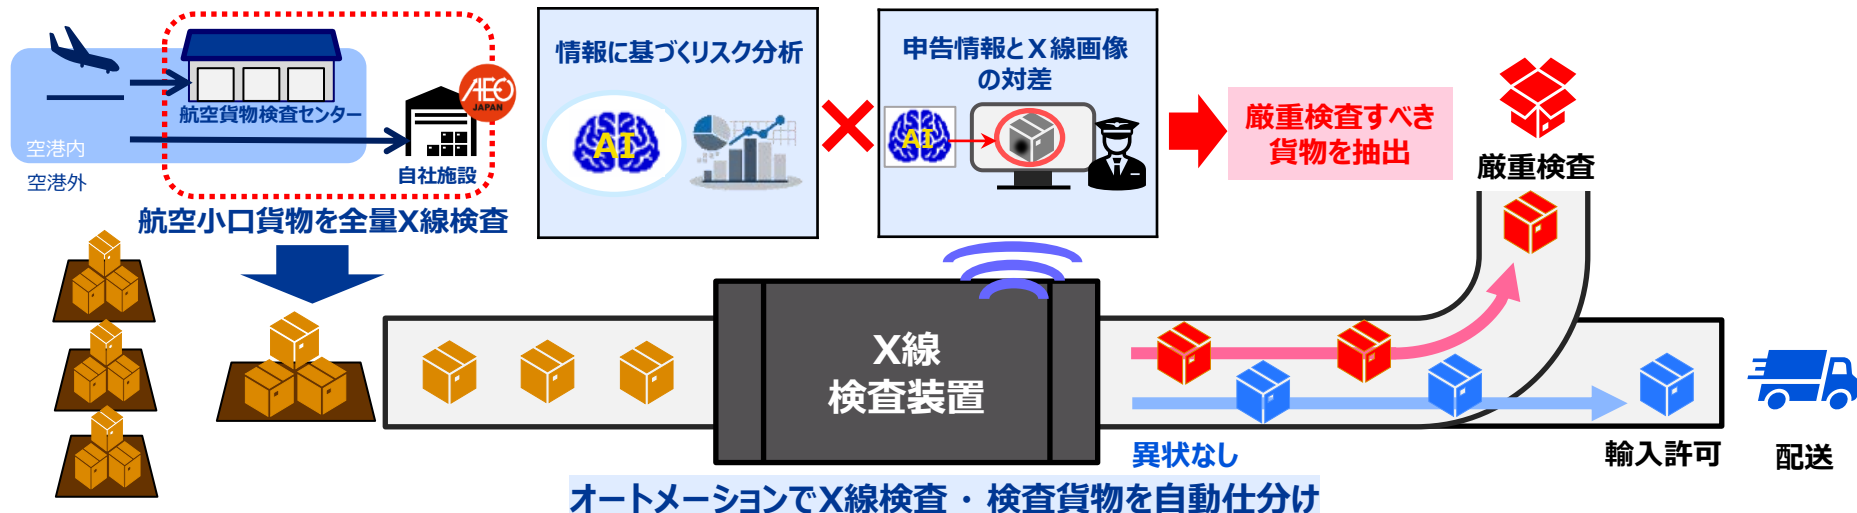 航空貨物検査センター
AEO
JAPAN
自社施設
空港内
空港外
航空小口貨物を全量X線検査
情報に基づくリスク分析
AI
申告情報とX線画像
の対差
AI
厳重検査すべき
貨物を抽出
厳重検査
X線
検査装置
異状なし
輸入許可
配送
オートメーションでX線検査・検査貨物を自動仕分け